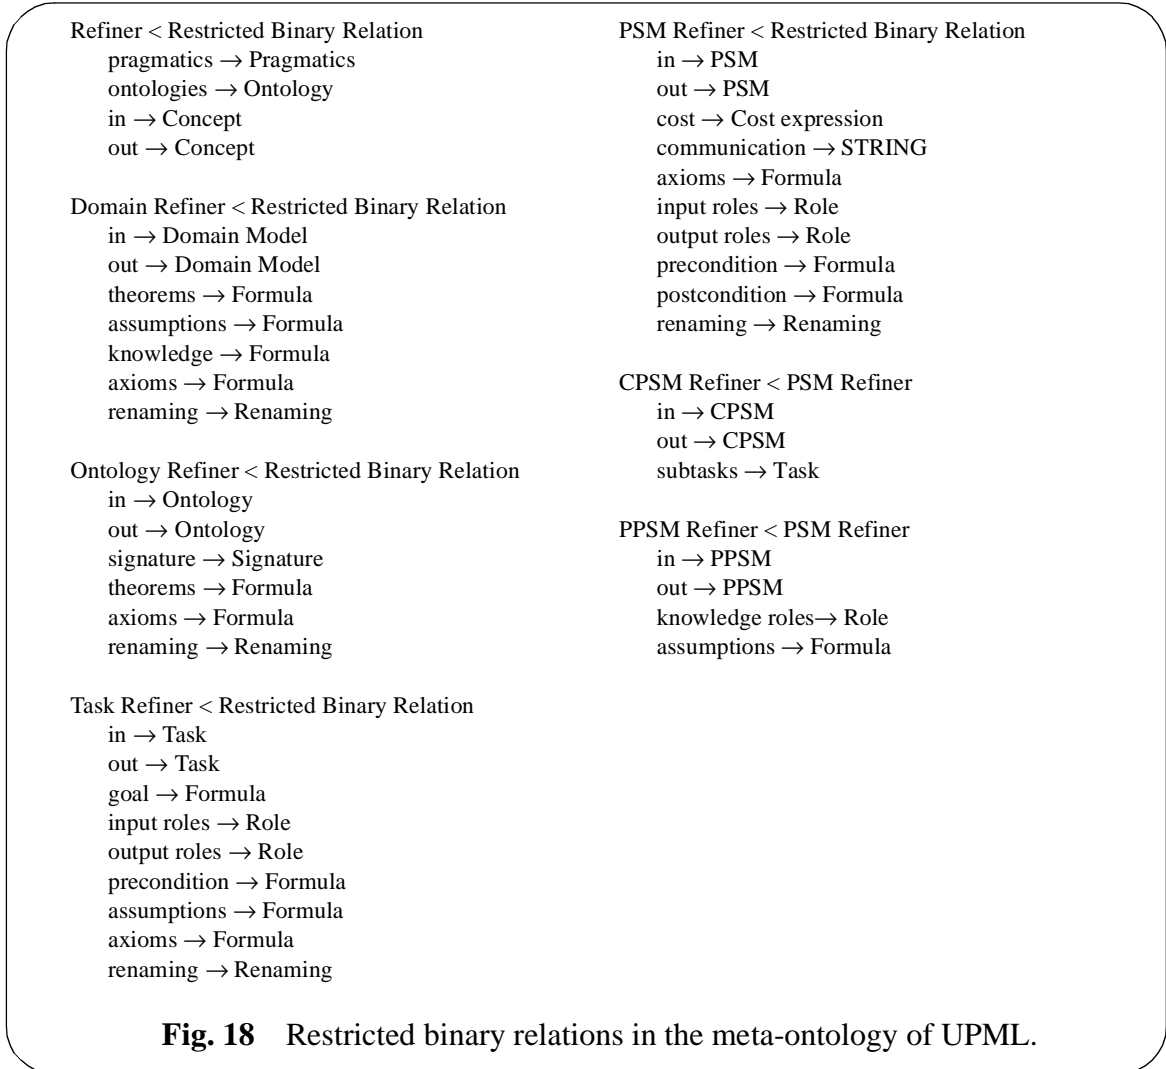 Refiner < Restricted Binary Relation
pragmatics → Pragmatics
ontologies → Ontology
in → Concept
out → Concept
Domain Refiner < Restricted Binary Relation
in → Domain Model
out → Domain Model
theorems → Formula
assumptions → Formula
knowledge → Formula
axioms → Formula
renaming → Renaming
Ontology Refiner < Restricted Binary Relation
in → Ontology
out → Ontology
signature → Signature
theorems → Formula
axioms → Formula
renaming → Renaming
Task Refiner < Restricted Binary Relation
in → Task
out → Task
goal → Formula
input roles → Role
output roles → Role
precondition → Formula
assumptions → Formula
axioms → Formula
renaming → Renaming
PSM Refiner < Restricted Binary Relation
in → PSM
out → PSM
cost → Cost expression
communication → STRING
axioms → Formula
input roles → Role
output roles → Role
precondition → Formula
postcondition → Formula
renaming → Renaming
CPSM Refiner < PSM Refiner
in → CPSM
out → CPSM
subtasks → Task
PPSM Refiner < PSM Refiner
in → PPSM
out → PPSM
knowledge roles→ Role
assumptions → Formula
Fig. 18 Restricted binary relations in the meta-ontology of UPML.